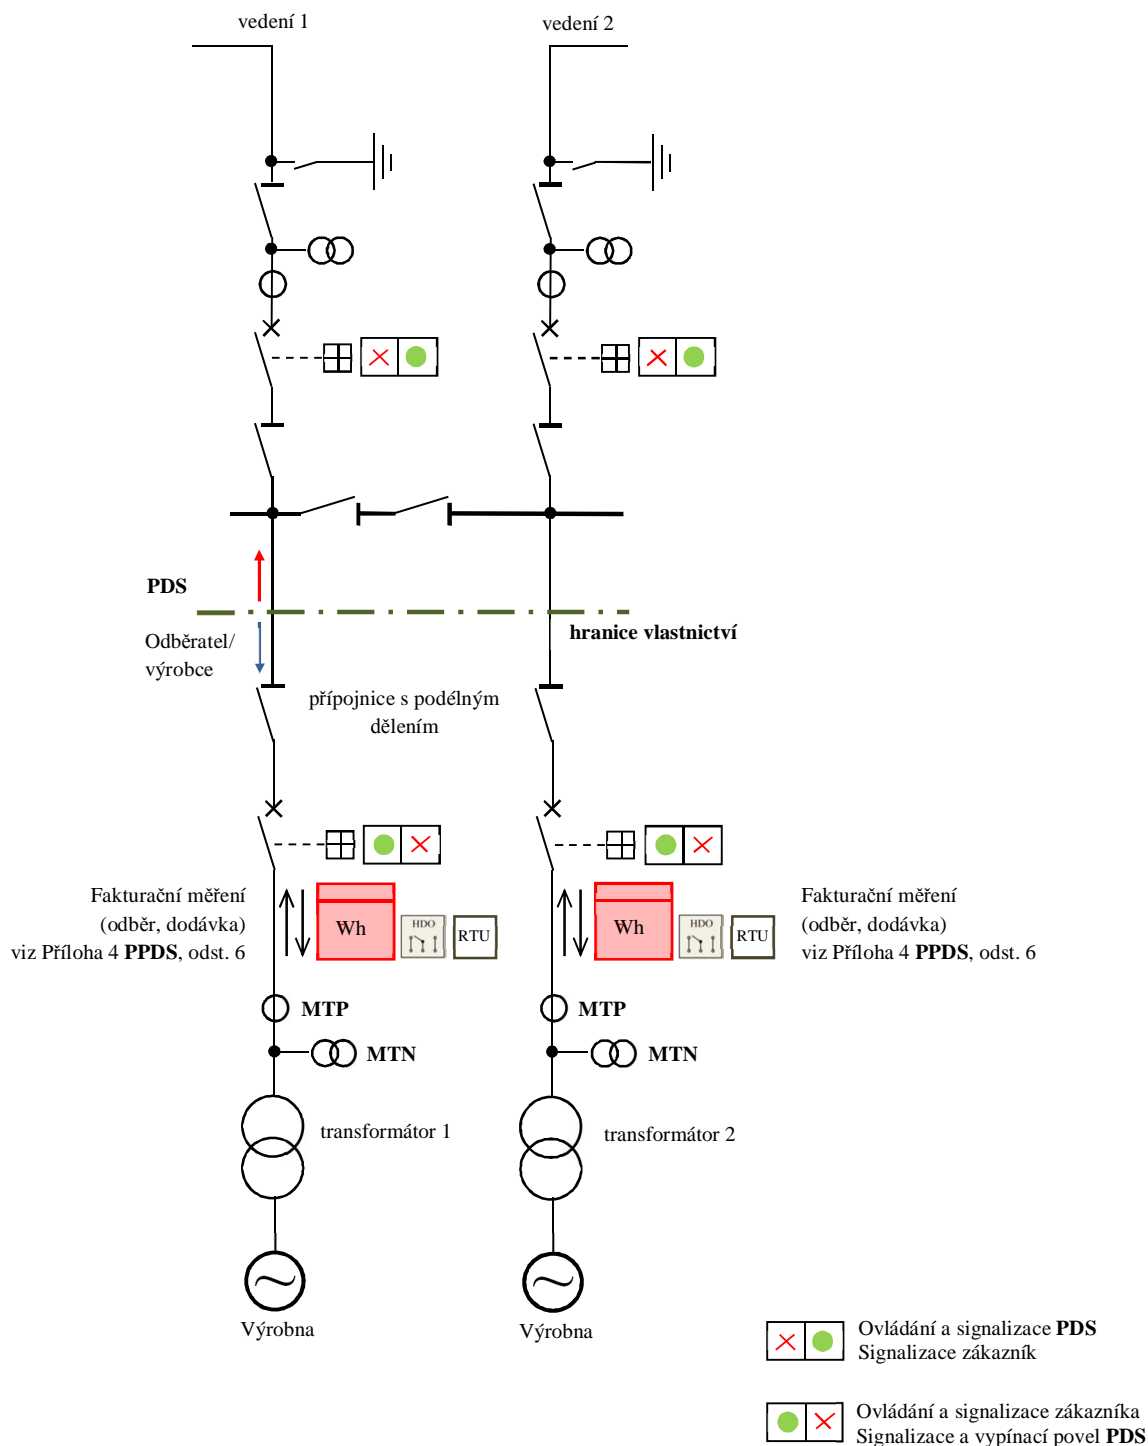 vedení 1
vedení 2
PDS
Odběratel/
výrobce
hranice vlastnictví
přípojnice s podélným
dělením
Fakturační měření
(odběr, dodávka)
viz Příloha 4 PPDS, odst. 6
Wh
HDO
RTU
Wh
HDO
RTU
Fakturační měření
(odběr, dodávka)
viz Příloha 4 PPDS, odst. 6
MTP
MTP
MTN
MTN
transformátor 1
transformátor 2
Výrobna
Výrobna
Ovládání a signalizace PDS
Signalizace zákazník
Ovládání a signalizace zákazníka
Signalizace a vypínací povel PDS